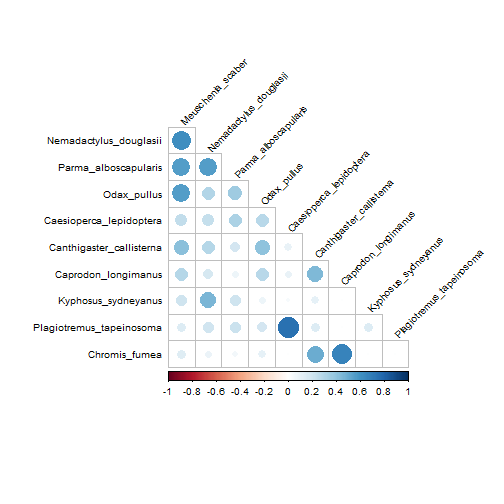 Meuschenia_scaber
Nemadactylus_douglasii
Parma_alboscapularis
Odax_pullus
Caesioperca_lepidoptera
Canthigaster_callisterna
Caprodon_longimanus
Kyphosus_sydneyanus
Plagiotremus_tapeinosoma
Nemadactylus_douglasii
Parma_alboscapularis
Odax_pullus
Caesioperca_lepidoptera
Canthigaster_callisterna
Caprodon_longimanus
Kyphosus_sydneyanus
Plagiotremus_tapeinosoma
Chromis_fumea
-1 -0.8 -0.6 -0.4 -0.2 0 0.2 0.4 0.6 0.8 1